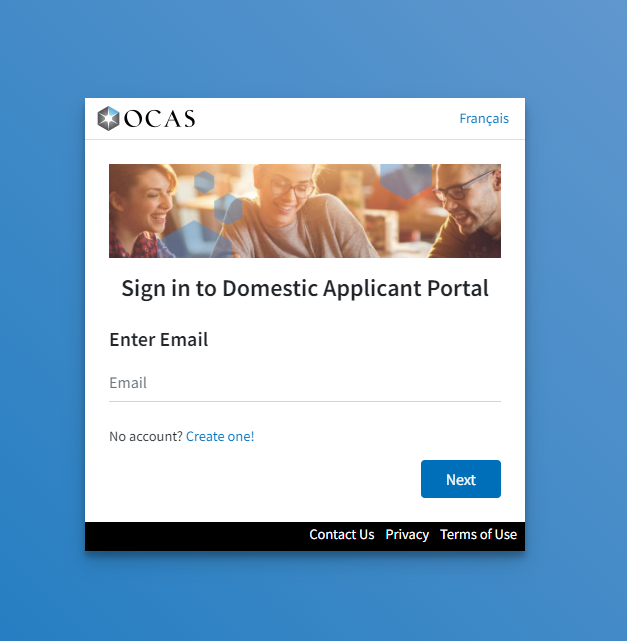 OCAS
Français
Sign in to Domestic Applicant Portal
Enter Email
Email
No account? Create one!
Next
Contact Us Privacy Terms of Use